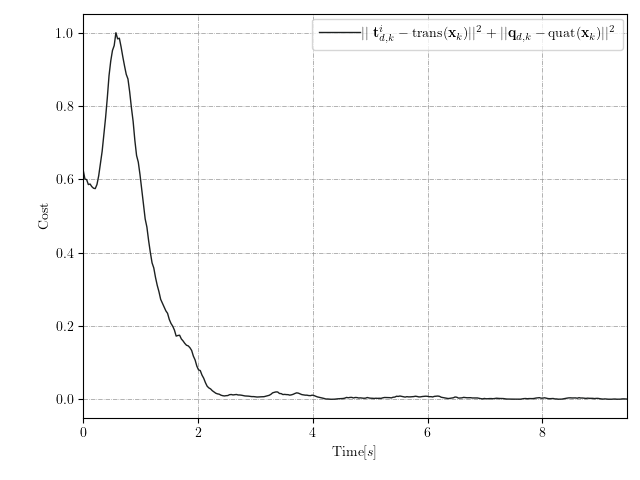 || t^i_{d,k} − trans(x_k)||² + ||q_{d,k} − quat(x_k)||²
1.0
0.8
0.6
0.4
0.2
0.0
Cost
0 2 4 6 8
Time[s]